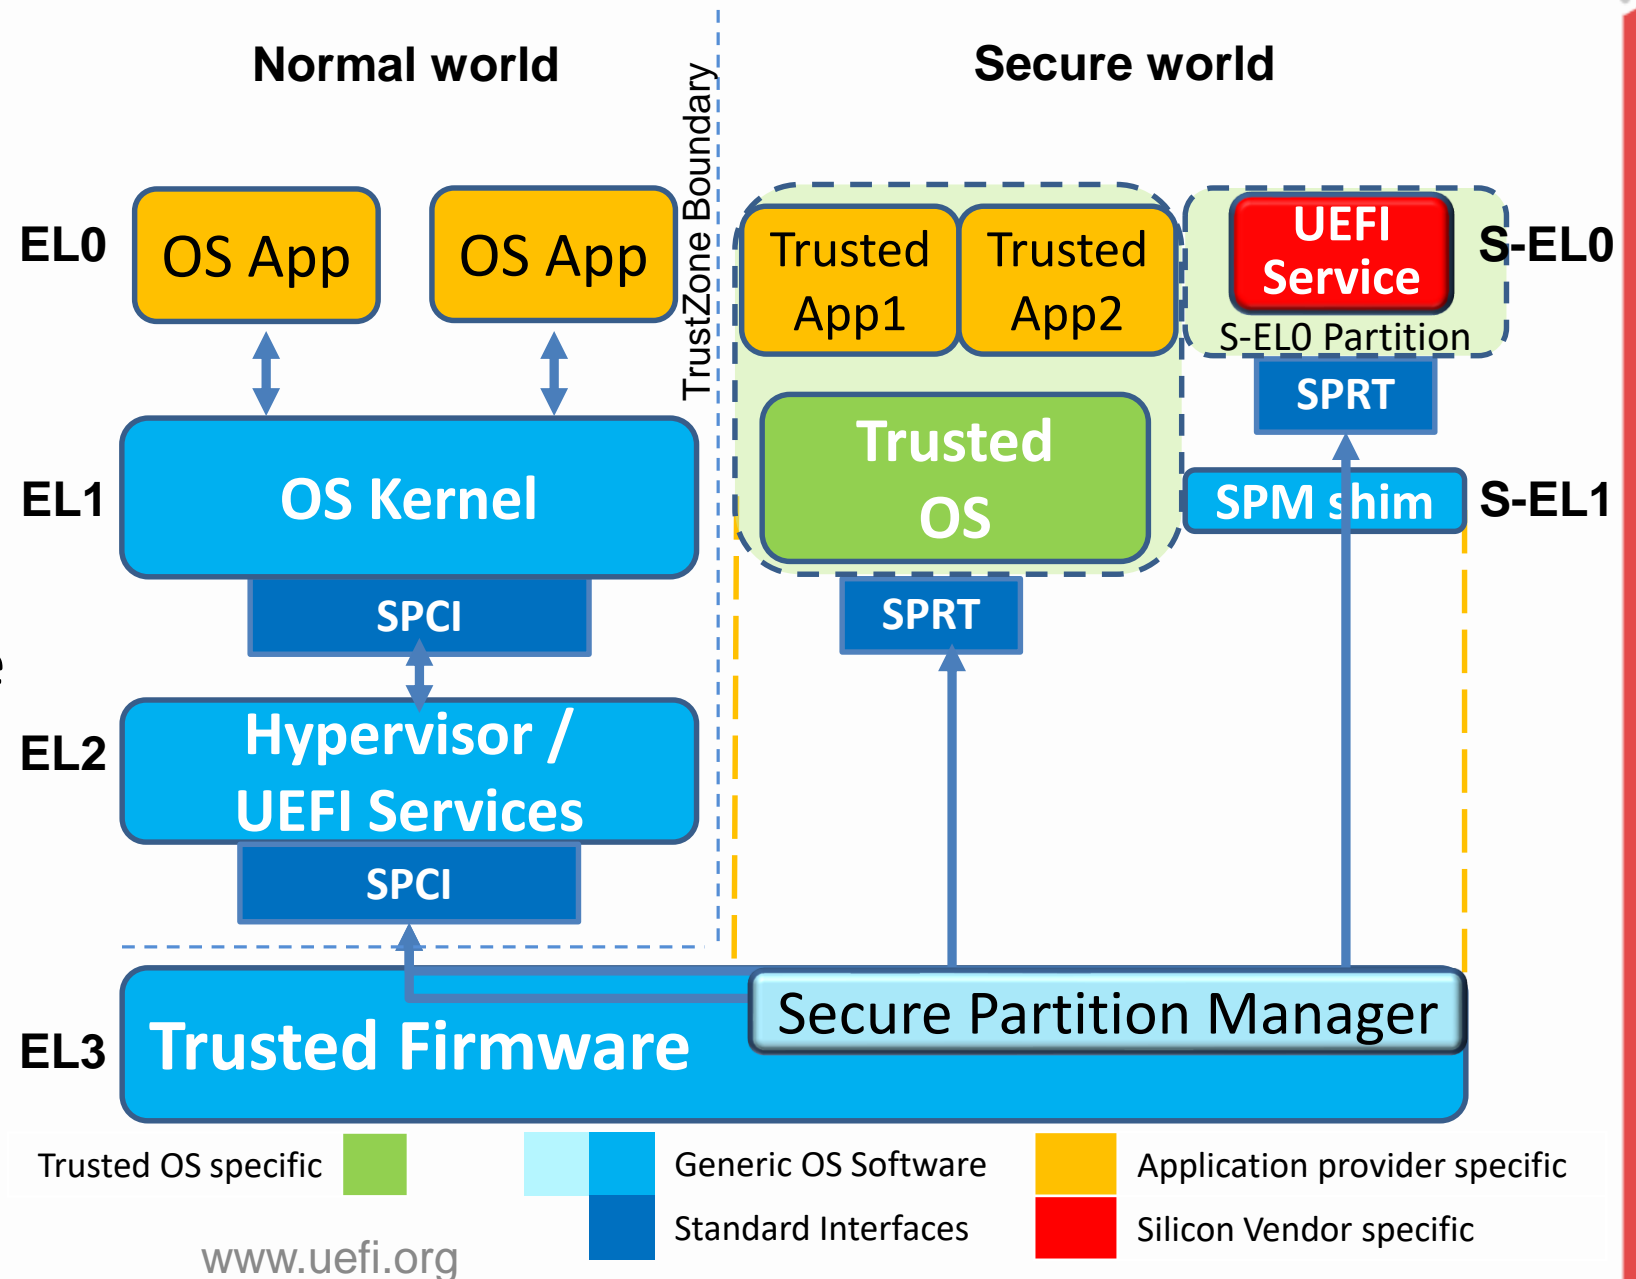 Normal world
Secure world
TrustZone Boundary
EL0
OS App
OS App
Trusted
App1
Trusted
App2
UEFI
Service
S-EL0
S-EL0 Partition
SPRT
EL1
OS Kernel
Trusted
OS
SPM shim
S-EL1
SPCI
SPRT
e
EL2
Hypervisor /
UEFI Services
SPCI
EL3
Trusted Firmware
Secure Partition Manager
Trusted OS specific
Generic OS Software
Application provider specific
Standard Interfaces
Silicon Vendor specific
www.uefi.org